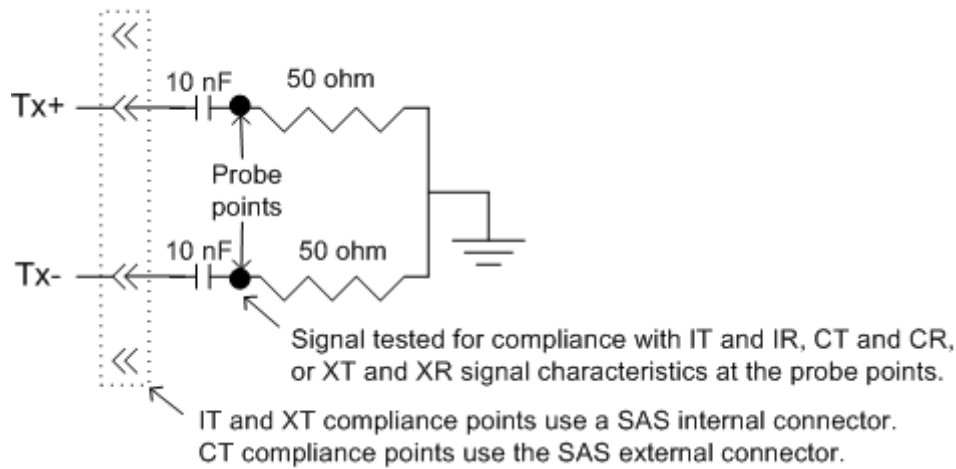 10 nF
50 ohm
Tx+
Probe
points
10 nF
50 ohm
Tx-
Signal tested for compliance with IT and IR, CT and CR,
or XT and XR signal characteristics at the probe points.
IT and XT compliance points use a SAS internal connector.
CT compliance points use the SAS external connector.